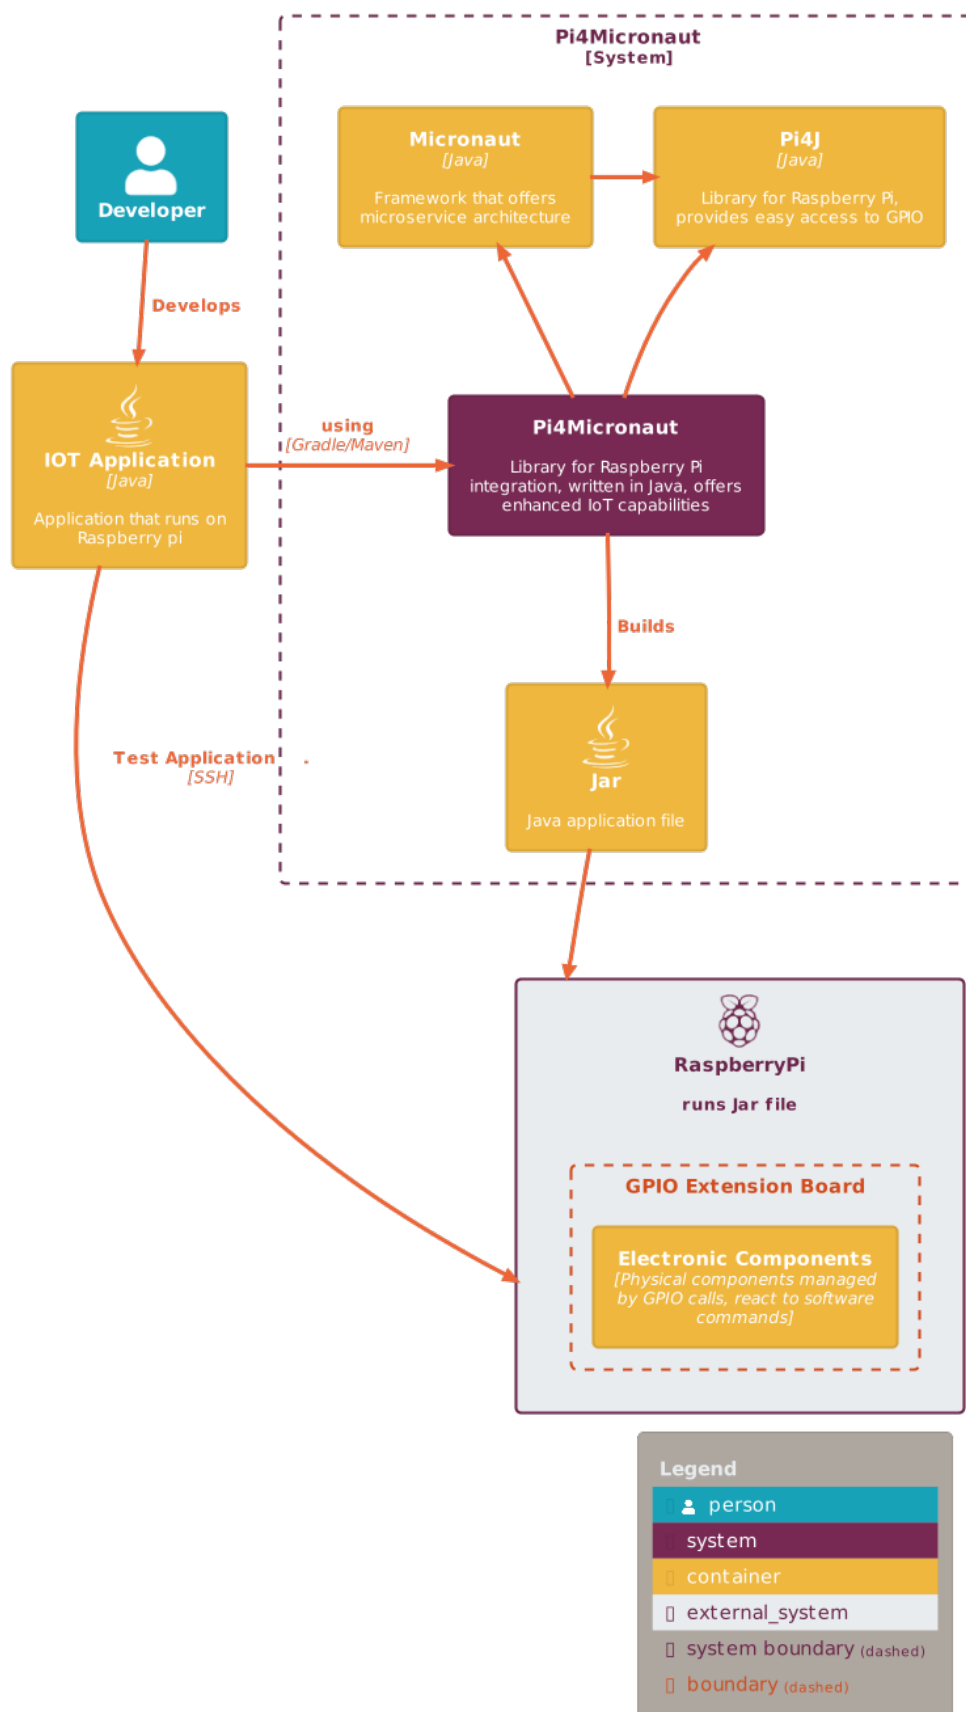 Pi4Micronaut
[System]
Micronaut
[Java]
Framework that offers
microservice architecture
Pi4J
[Java]
Library for Raspberry Pi,
provides easy access to GPIO
Developer
Develops
IOT Application
[Java]
Application that runs on
Raspberry pi
using
[Gradle/Maven]
Pi4Micronaut
Library for Raspberry Pi
integration, written in Java, offers
enhanced IoT capabilities
Builds
Jar
Java application file
Test Application .
[SSH]
RaspberryPi
runs Jar file
GPIO Extension Board
Electronic Components
[Physical components managed
by GPIO calls, react to software
commands]
Legend
person
system
container
external_system
system boundary (dashed)
boundary (dashed)